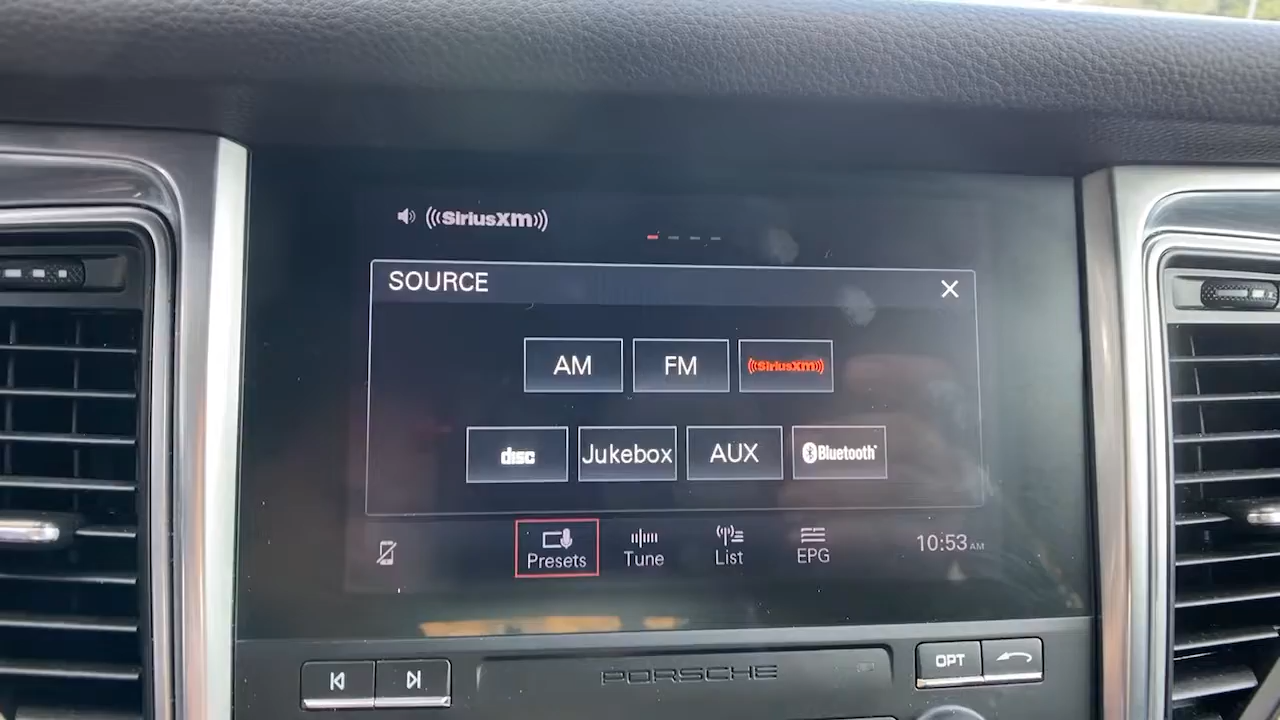 ((SiriusXM))
SOURCE
AM FM ((SiriusXM))
disc Jukebox AUX Bluetooth
Presets Tune List EPG 10:53 AM
PORSCHE OPT